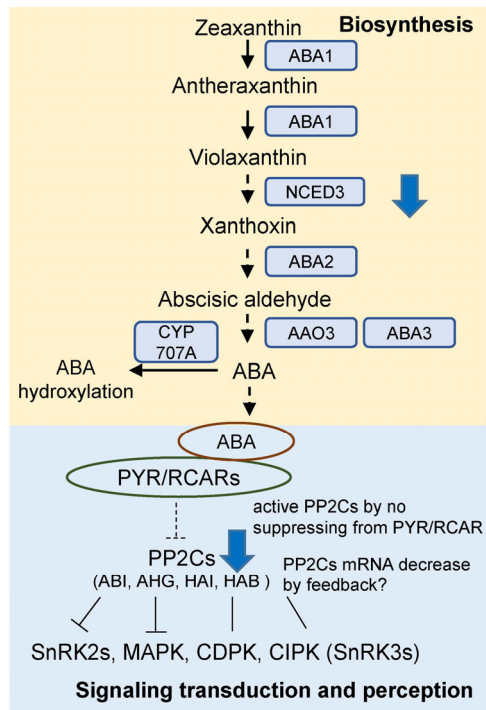 Zeaxanthin
Biosynthesis
ABA1
Antheraxanthin
ABA1
Violaxanthin
NCED3
Xanthoxin
ABA2
Abscisic aldehyde
CYP
707A
AAO3
ABA3
ABA
hydroxylation
ABA
ABA
PYR/RCARs
active PP2Cs by no
suppressing from PYR/RCAR
PP2Cs
(ABI, AHG, HAI, HAB )
PP2Cs mRNA decrease
by feedback?
SnRK2s, MAPK, CDPK, CIPK (SnRK3s)
Signaling transduction and perception